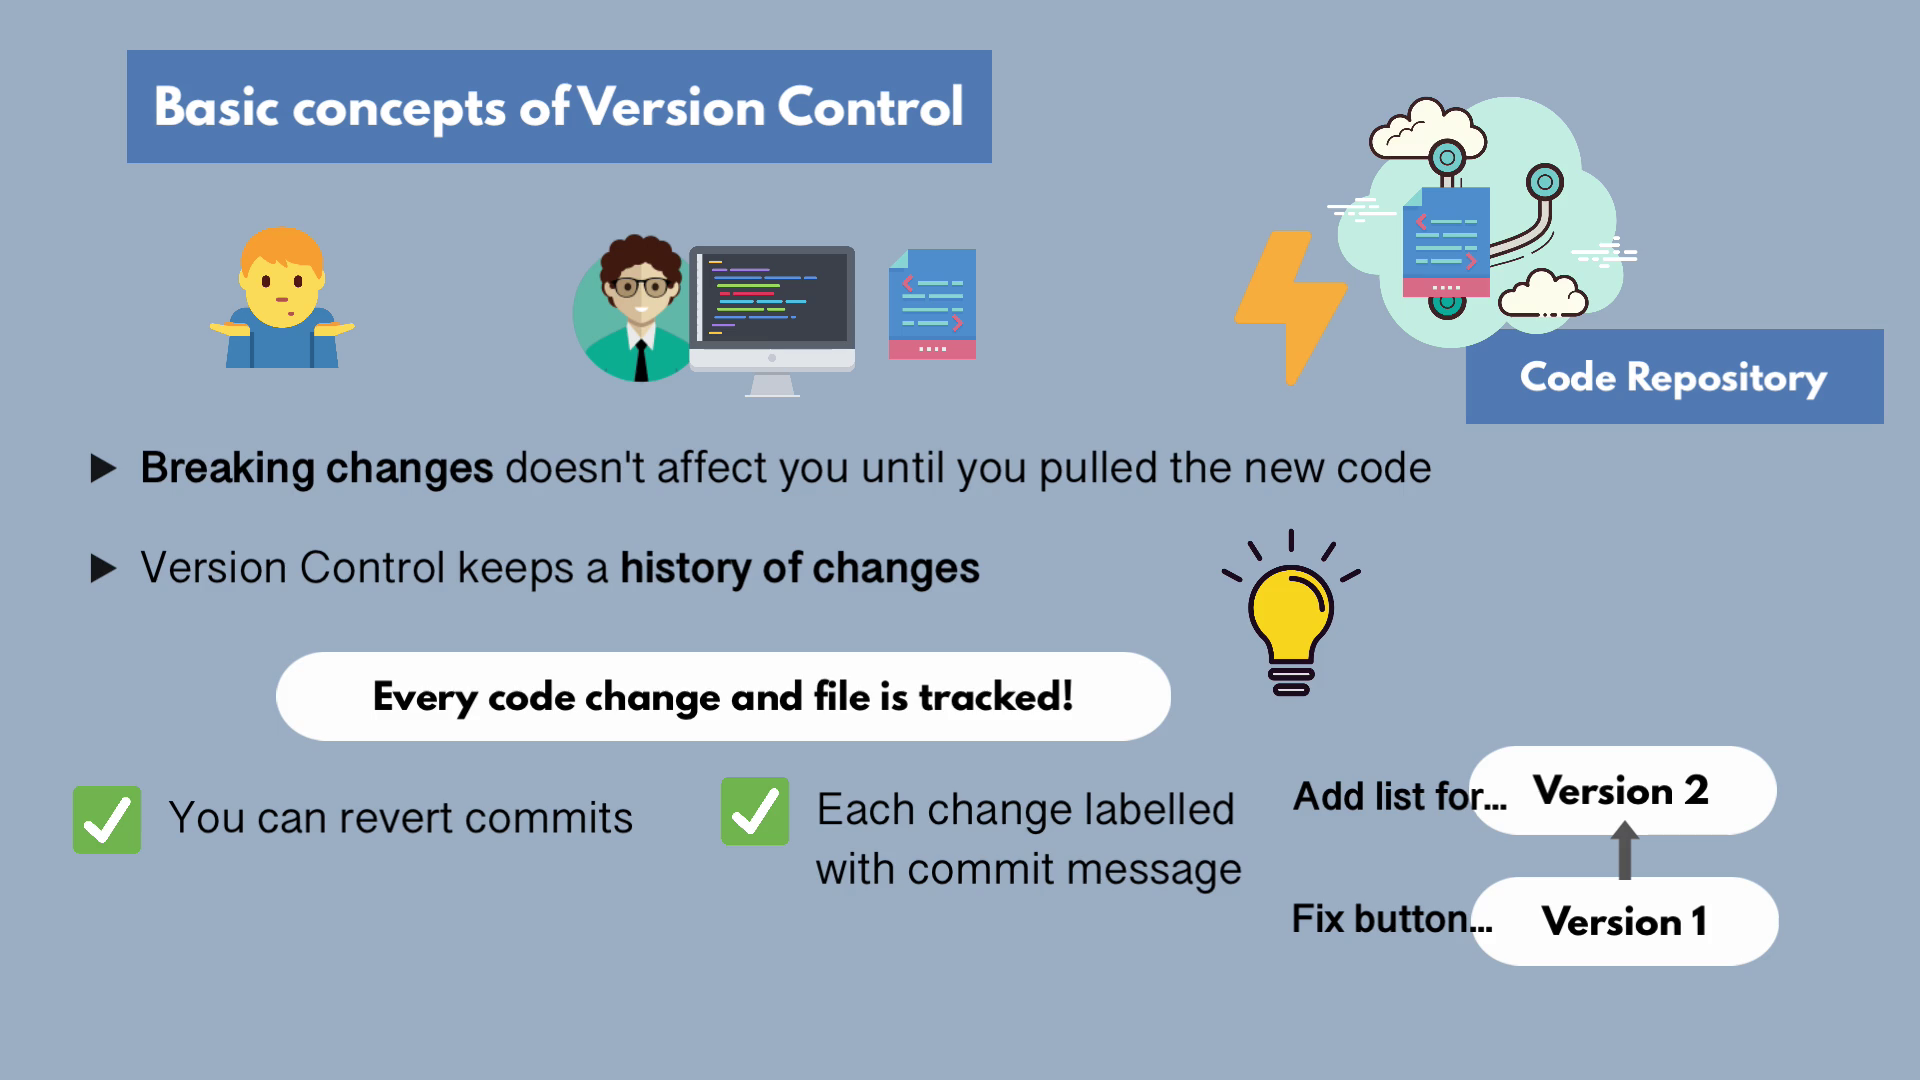 Basic concepts of Version Control
Code Repository
Breaking changes doesn't affect you until you pulled the new code
Version Control keeps a history of changes
Every code change and file is tracked!
You can revert commits
Each change labelled
with commit message
Add list for...
Version 2
Fix button...
Version 1